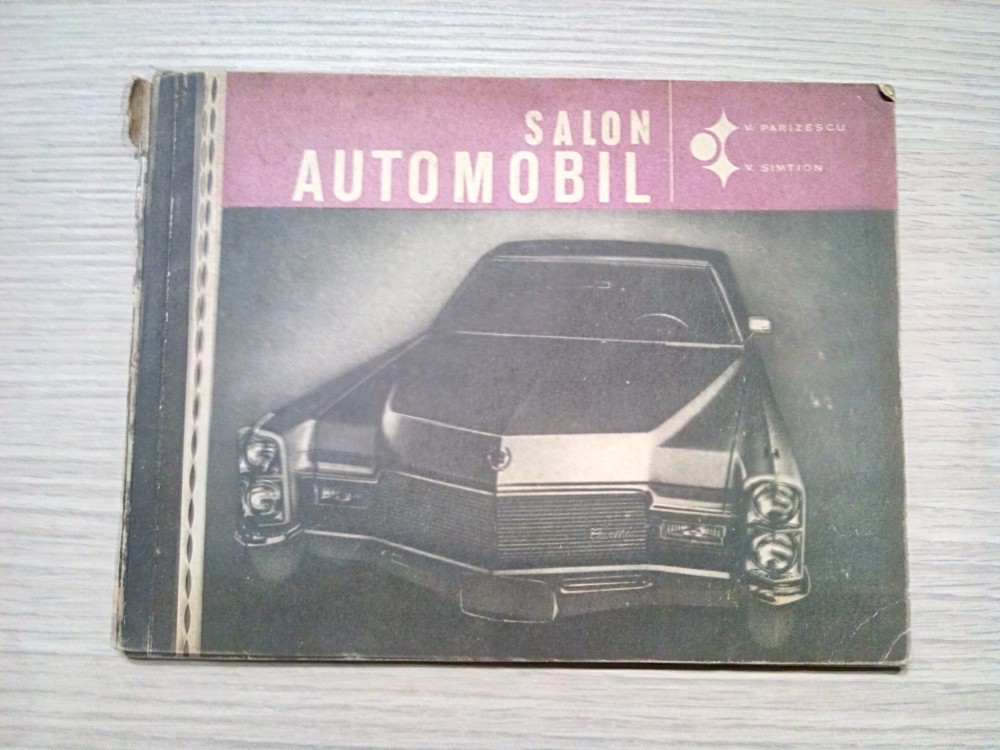 SALON
AUTOMOBIL
V. PARIZESCU
V. SIMTION